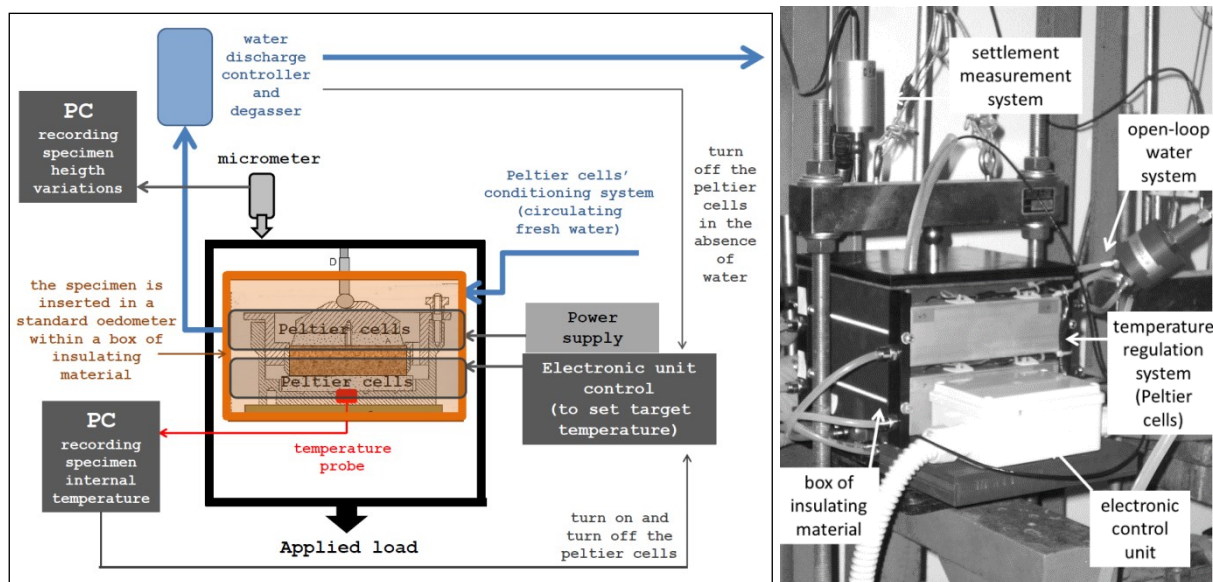 water
discharge
controller
and
degasser
PC
recording
specimen
heigth
variations
micrometer
Peltier cells'
conditioning system
(circulating
fresh water)
turn
off the
peltier
cells
in the
absence
of
water
the specimen is
inserted in a
standard oedometer
within a box of
insulating
material
D
Peltier cells
A
Peltier cells
Power
supply
Electronic unit
control
(to set target
temperature)
PC
recording
specimen
internal
temperature
temperature
probe
Applied load
turn on and
turn off the
peltier cells
settlement
measurement
system
open-loop
water
system
temperature
regulation
system
(Peltier
cells)
box of
insulating
material
electronic
control
unit